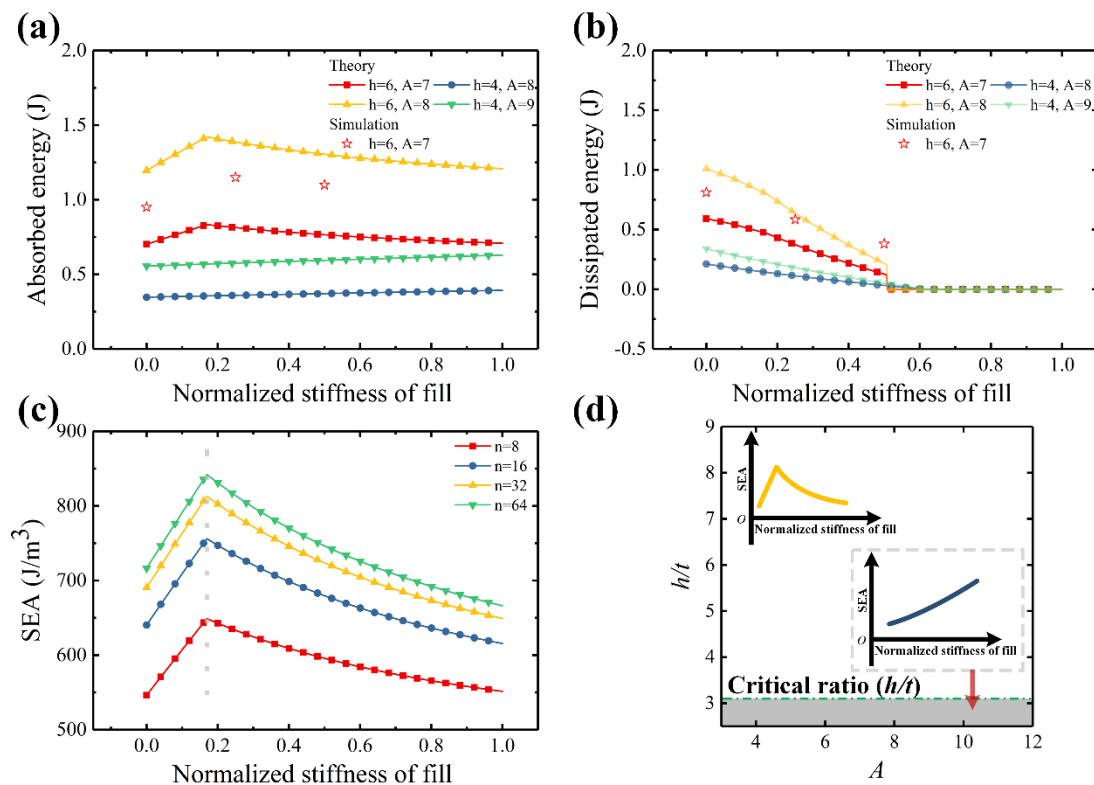 (a)
2.0
1.5
1.0
0.5
0.0
Absorbed energy (J)
Theory
h=6, A=7 h=4, A=8
h=6, A=8 h=4, A=9
Simulation
h=6, A=7
0.0 0.2 0.4 0.6 0.8 1.0
Normalized stiffness of fill
(b)
2.0
1.5
1.0
0.5
0.0
-0.5
Dissipated energy (J)
Theory
h=6, A=7 h=4, A=8
h=6, A=8 h=4, A=9
Simulation
h=6, A=7
0.0 0.2 0.4 0.6 0.8 1.0
Normalized stiffness of fill
(c)
900
800
700
600
500
SEA (J/m³)
n=8
n=16
n=32
n=64
0.0 0.2 0.4 0.6 0.8 1.0
Normalized stiffness of fill
(d)
9
8
7
6
5
4
3
h/t
SEA
O
Normalized stiffness of fill
SEA
O
Normalized stiffness of fill
Critical ratio (h/t)
4 6 8 10 12
A